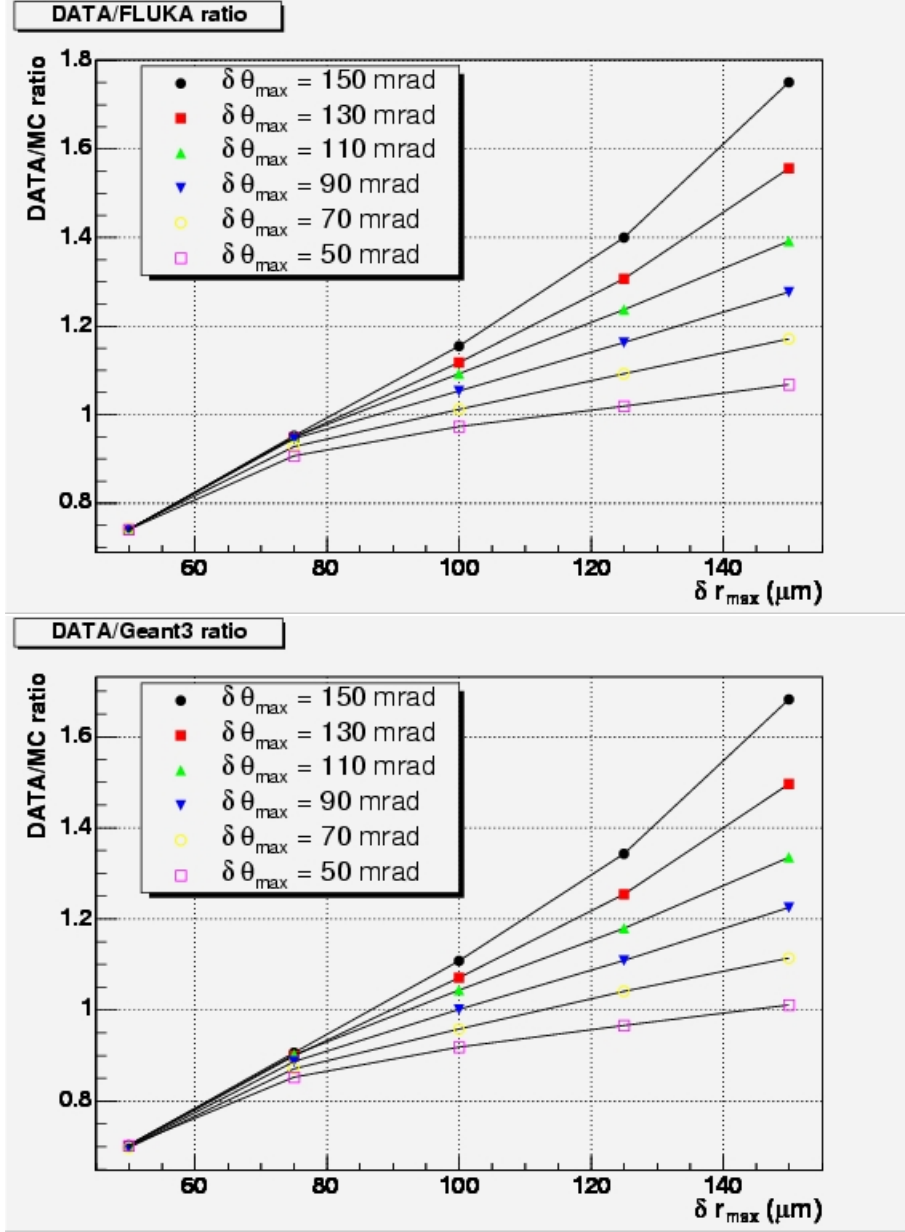 DATA/FLUKA ratio
DATA/MC ratio
1.8
1.6
1.4
1.2
1
0.8
δ θmax = 150 mrad
δ θmax = 130 mrad
δ θmax = 110 mrad
δ θmax = 90 mrad
δ θmax = 70 mrad
δ θmax = 50 mrad
60 80 100 120 140
δ rmax (μm)
DATA/Geant3 ratio
DATA/MC ratio
1.6
1.4
1.2
1
0.8
δ θmax = 150 mrad
δ θmax = 130 mrad
δ θmax = 110 mrad
δ θmax = 90 mrad
δ θmax = 70 mrad
δ θmax = 50 mrad
60 80 100 120 140
δ rmax (μm)